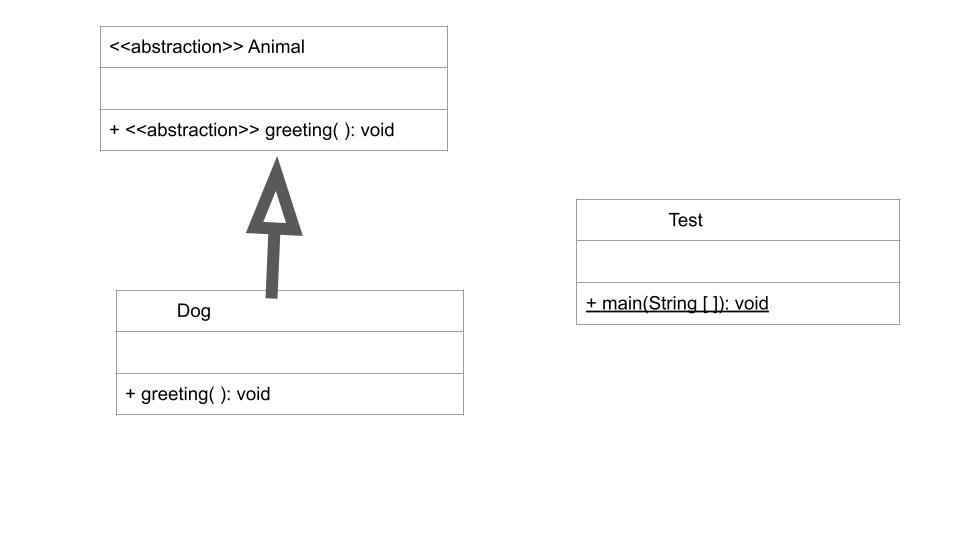 <<abstraction>> Animal
+ <<abstraction>> greeting( ): void
Dog
+ greeting( ): void
Test
+ main(String [ ]): void